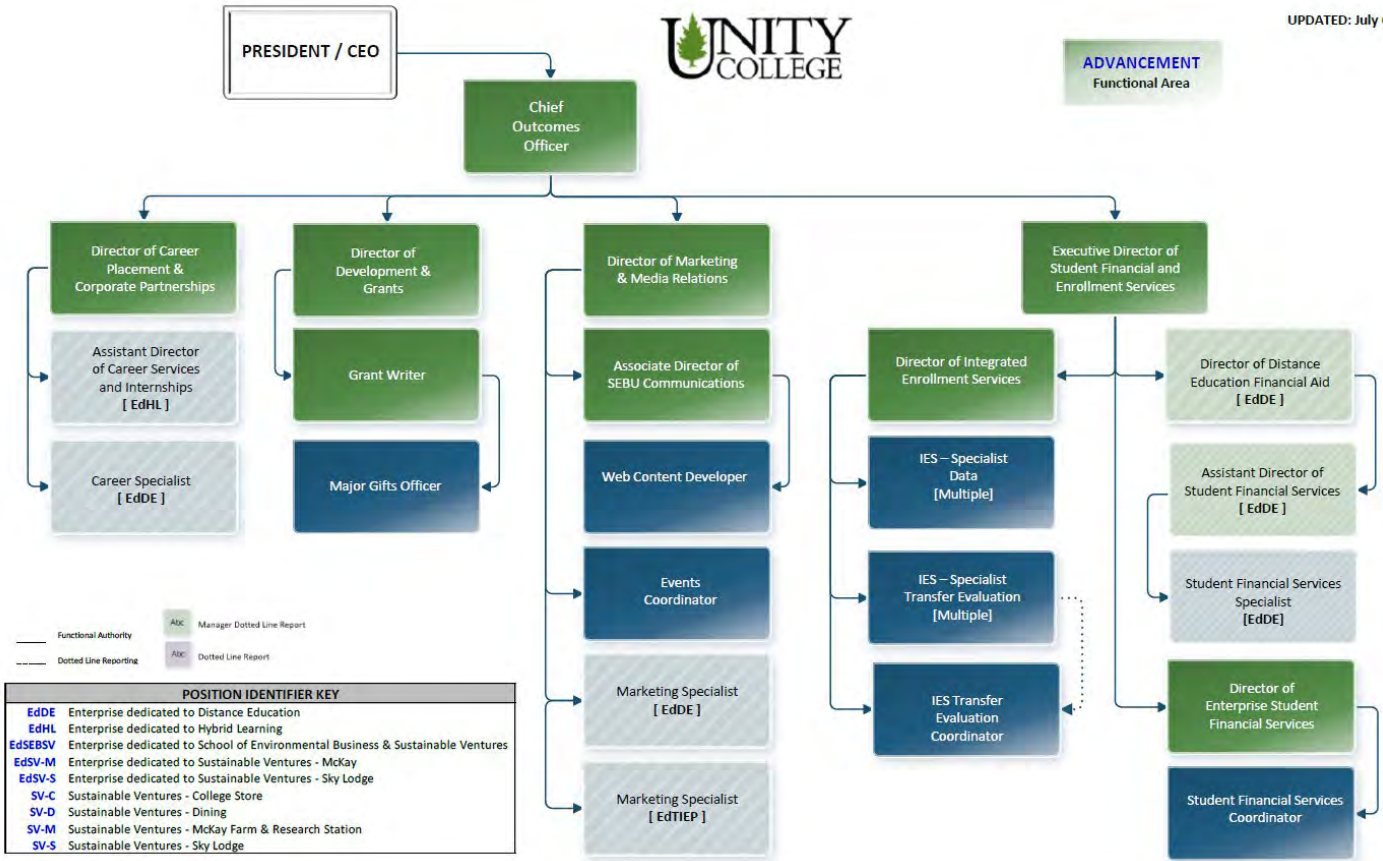 PRESIDENT / CEO
UNITY
COLLEGE
UPDATED: July
ADVANCEMENT
Functional Area
Chief
Outcomes
Officer
Director of Career
Placement &
Corporate Partnerships
Director of
Development &
Grants
Director of Marketing
& Media Relations
Executive Director of
Student Financial and
Enrollment Services
Assistant Director
of Career Services
and Internships
[ EdHL ]
Grant Writer
Associate Director of
SEBU Communications
Director of Integrated
Enrollment Services
Director of Distance
Education Financial Aid
[ EdDE ]
Career Specialist
[ EdDE ]
Major Gifts Officer
Web Content Developer
IES – Specialist
Data
[Multiple]
Assistant Director of
Student Financial Services
[ EdDE ]
Events
Coordinator
IES – Specialist
Transfer Evaluation
[Multiple]
Student Financial Services
Specialist
[EdDE]
Marketing Specialist
[ EdDE ]
IES Transfer
Evaluation
Coordinator
Director of
Enterprise Student
Financial Services
Marketing Specialist
[ EdTIEP ]
Student Financial Services
Coordinator
Functional Authority
Abc Manager Dotted Line Report
Dotted Line Reporting
Abc Dotted Line Report
POSITION IDENTIFIER KEY
EdDE Enterprise dedicated to Distance Education
EdHL Enterprise dedicated to Hybrid Learning
EdSEBSV Enterprise dedicated to School of Environmental Business & Sustainable Ventures
EdSV-M Enterprise dedicated to Sustainable Ventures - McKay
EdSV-S Enterprise dedicated to Sustainable Ventures - Sky Lodge
SV-C Sustainable Ventures - College Store
SV-D Sustainable Ventures - Dining
SV-M Sustainable Ventures - McKay Farm & Research Station
SV-S Sustainable Ventures - Sky Lodge